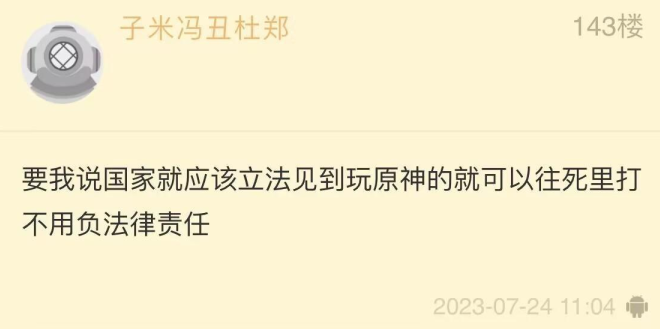 子米冯丑杜郑
143楼
要我说国家就应该立法见到玩原神的就可以往死里打
不用负法律责任
2023-07-24 11:04